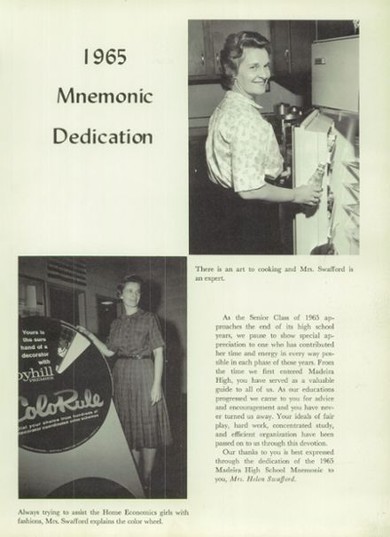 1965
Mnemonic
Dedication
There is an art to cooking and Mrs. Swafford is
an expert.
Yours is
the sure
hand of a
decorator
with
oyhill
ColoRule
As the Senior Class of 1965 ap-
proaches the end of its high school
years, we pause to show special ap-
preciation to one who has contributed
her time and energy in every way pos-
sible in each phase of those years. From
the time we first entered Madeira
High, you have served as a valuable
guide to all of us. As our educations
progressed we came to you for advice
and encouragement and you have nev-
er turned us away. Your ideals of fair
play, hard work, concentrated study,
and efficient organization have been
passed on to us through this devotion.
Our thanks to you is best expressed
through the dedication of the 1965
Madeira High School Mnemonic to
you, Mrs. Helen Swafford.
Always trying to assist the Home Economics girls with
fashions, Mrs. Swafford explains the color wheel.